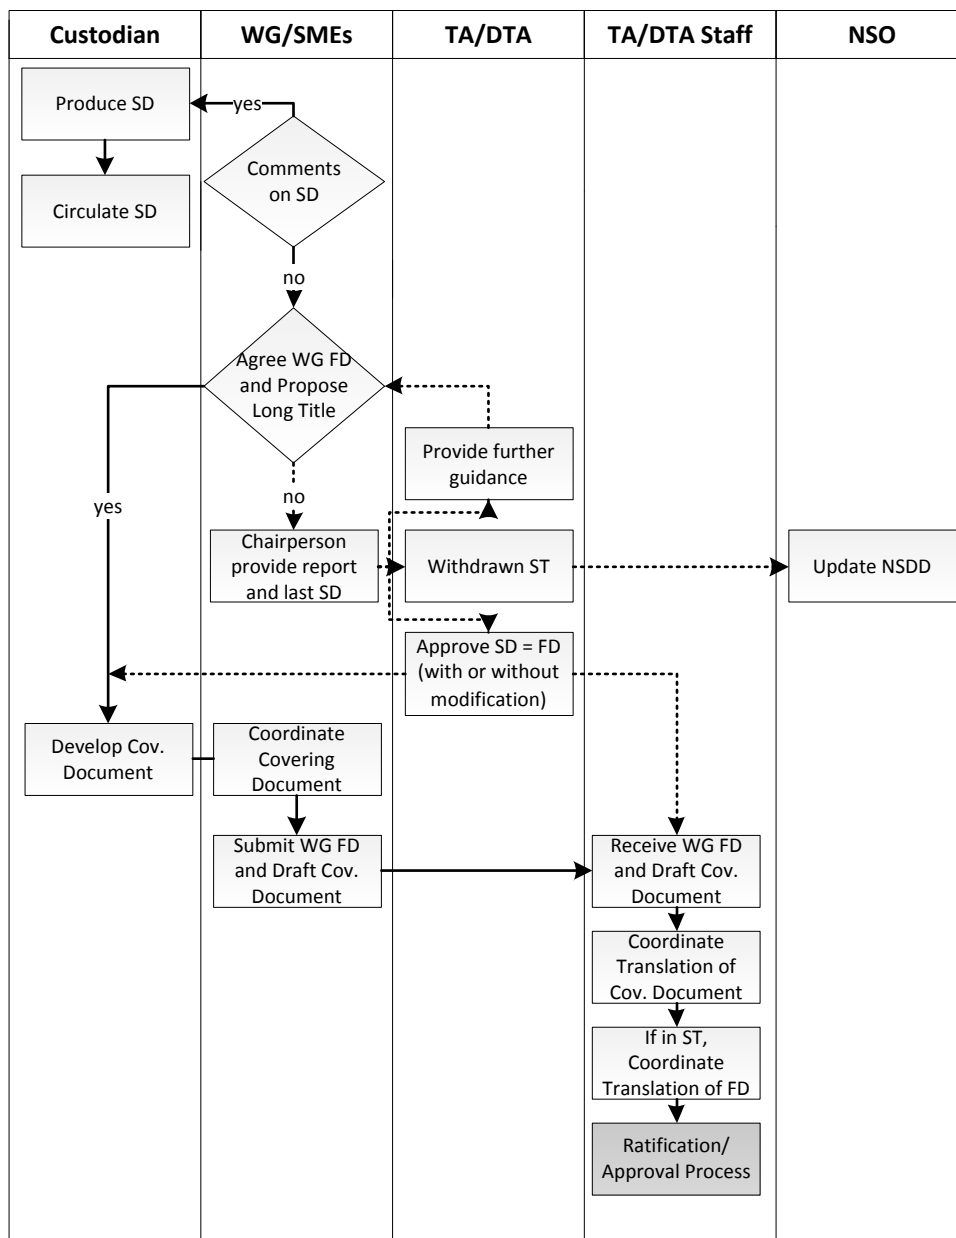 Custodian
WG/SMEs
TA/DTA
TA/DTA Staff
NSO
Produce SD
yes
Comments
on SD
Circulate SD
no
Agree WG FD
and Propose
Long Title
Provide further
guidance
yes
no
Chairperson
provide report
and last SD
Withdrawn ST
Update NSDD
Approve SD = FD
(with or without
modification)
Develop Cov.
Document
Coordinate
Covering
Document
Submit WG FD
and Draft Cov.
Document
Receive WG FD
and Draft Cov.
Document
Coordinate
Translation of
Cov. Document
If in ST,
Coordinate
Translation of FD
Ratification/
Approval Process